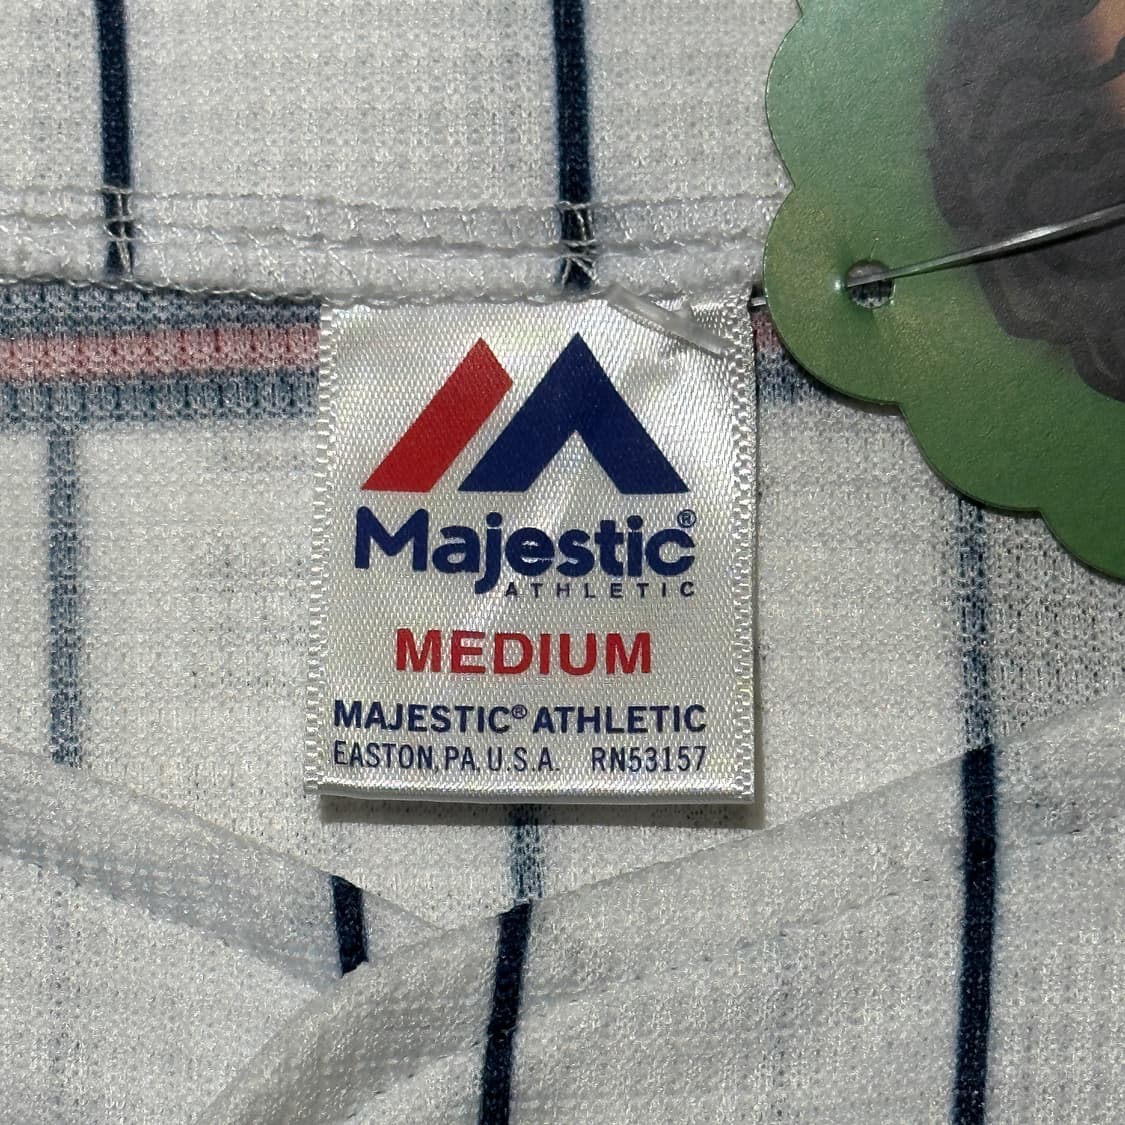 Majestic®
ATHLETIC
MEDIUM
MAJESTIC® ATHLETIC
EASTON, PA, U.S.A. RN53157